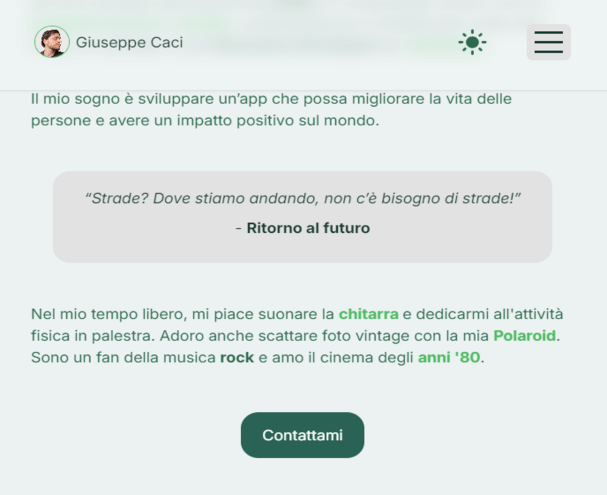 Giuseppe Caci
Il mio sogno è sviluppare un’app che possa migliorare la vita delle
persone e avere un impatto positivo sul mondo.
“Strade? Dove stiamo andando, non c’è bisogno di strade!”
- Ritorno al futuro
Nel mio tempo libero, mi piace suonare la chitarra e dedicarmi all'attività
fisica in palestra. Adoro anche scattare foto vintage con la mia Polaroid.
Sono un fan della musica rock e amo il cinema degli anni '80.
Contattami